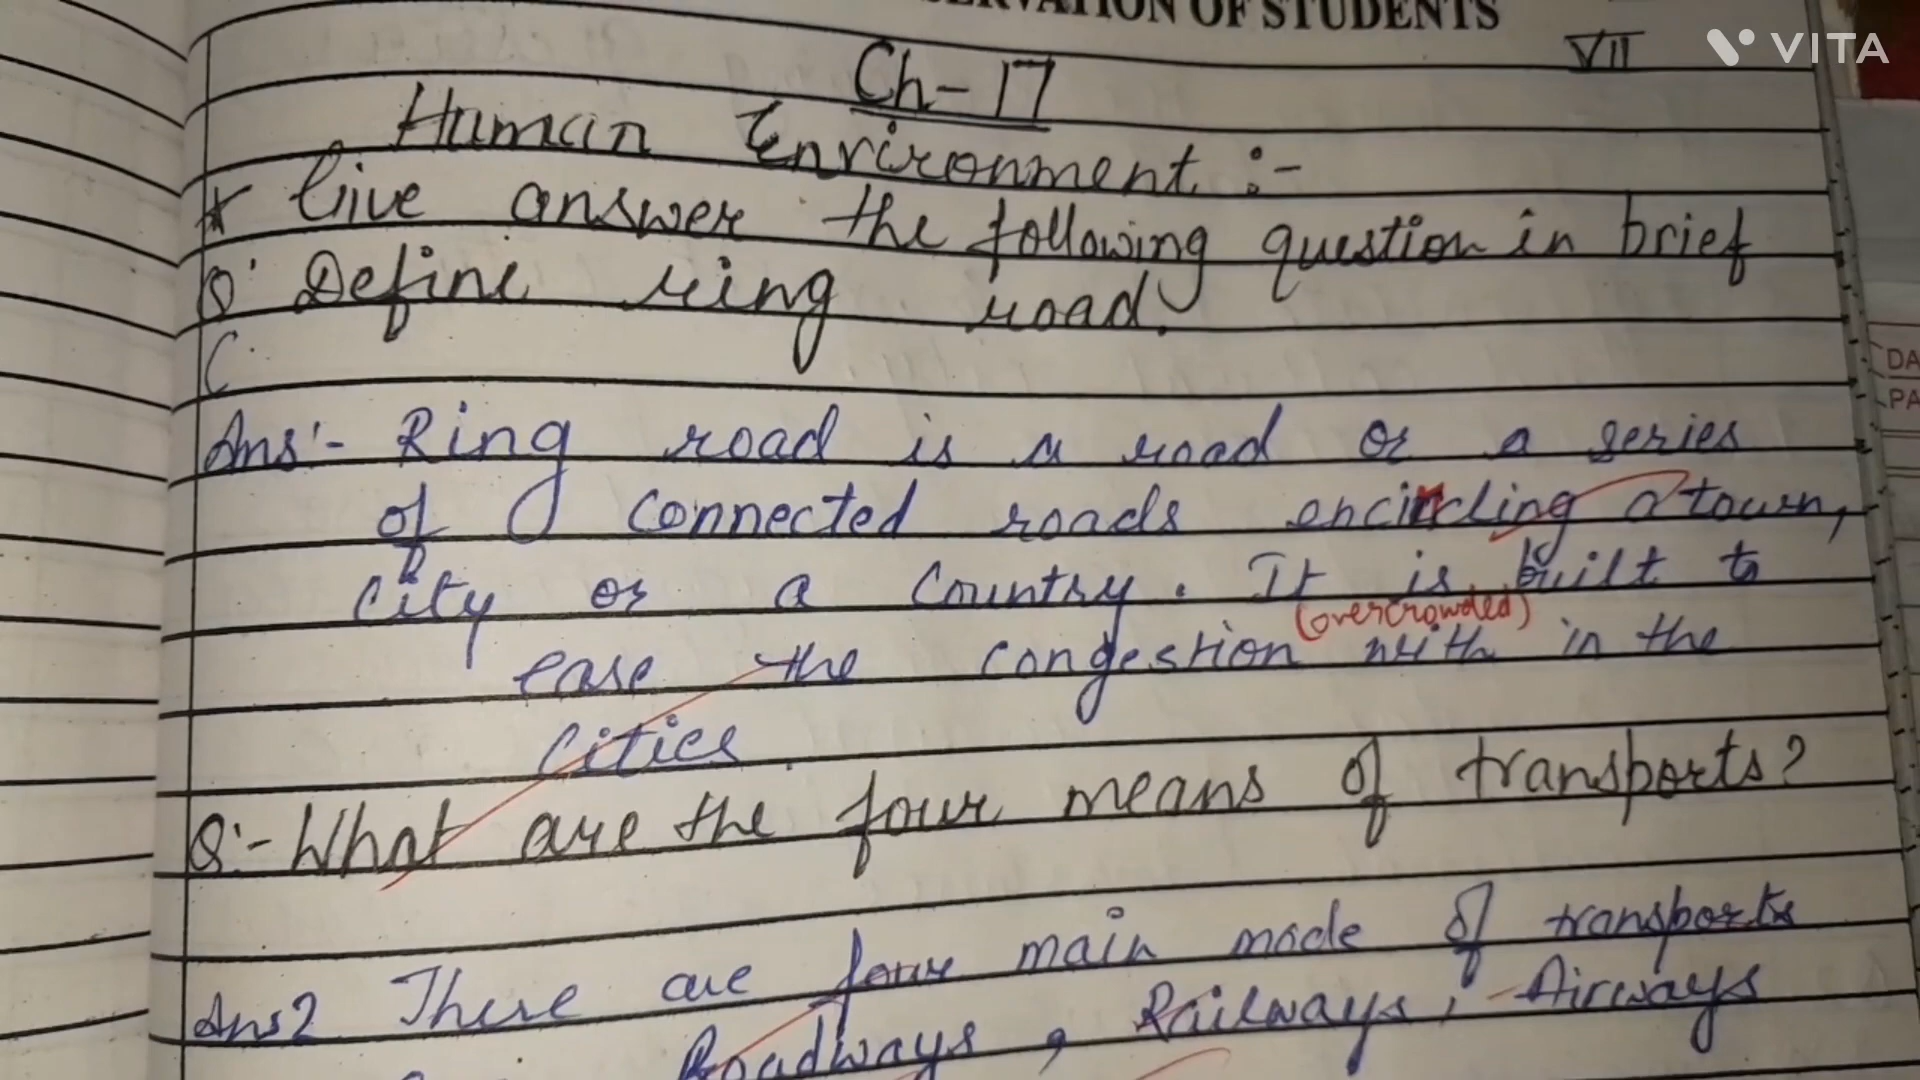 OF STUDENTS
VII
VITA
Ch-17
Human Environment :-
* Give answer the following question in brief
Q. Define ring road.
Ans:- Ring road is a road or a series
of connected roads encircling a town,
city or a country. It is built to
(overcrowded)
ease the congestion with in the
cities.
Q:- What are the four means of transports?
Ans2 There are four main mode of transports
Roadways, Railways, Airways
DA
PA